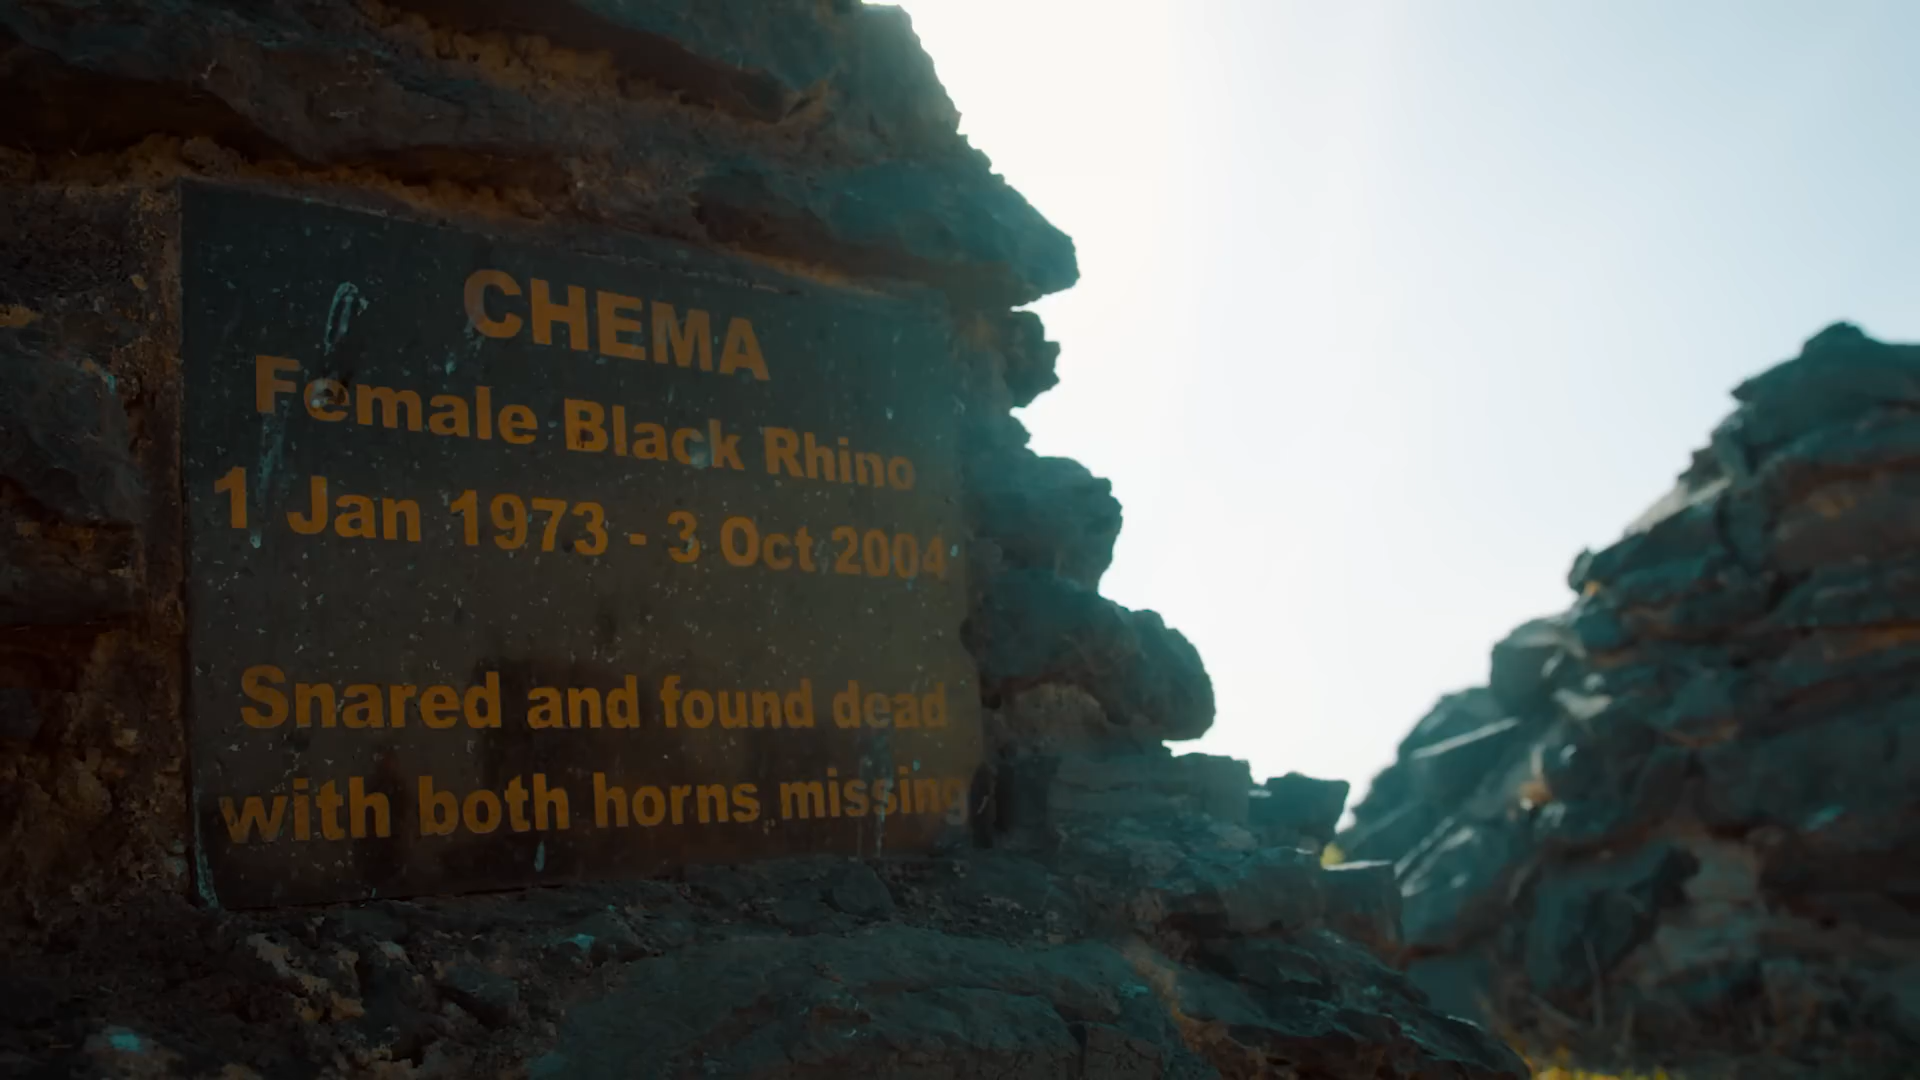 CHEMA
Female Black Rhino
1 Jan 1973 - 3 Oct 2004
Snared and found dead
with both horns missing